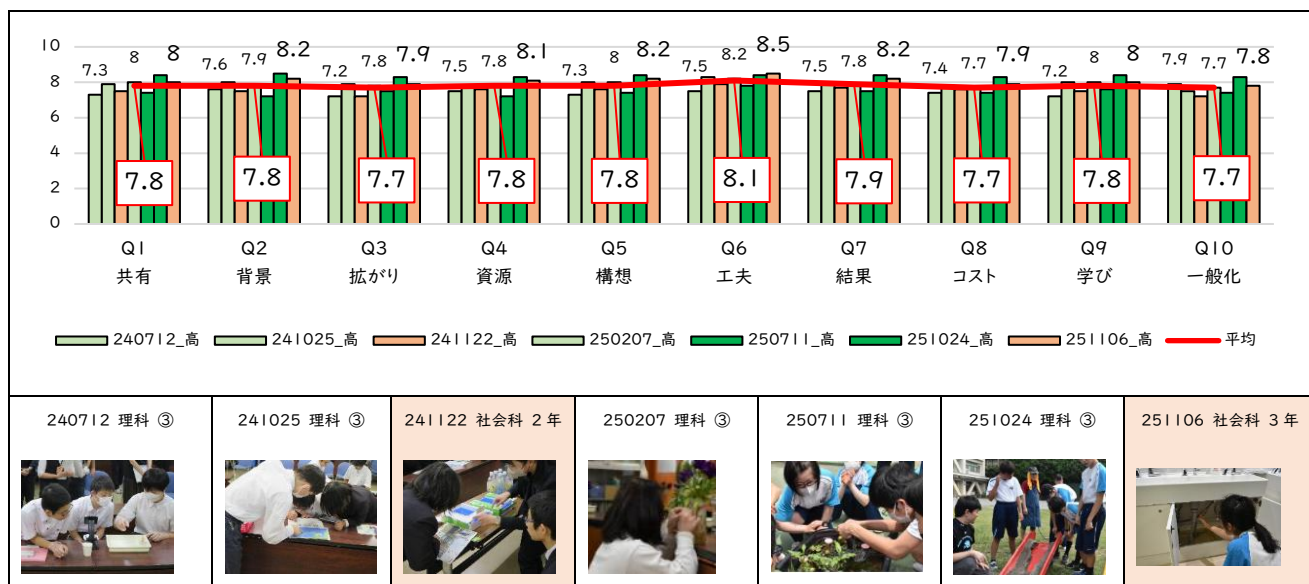 10
8
6
4
2
0
7.3 8 8
7.6 7.9 8.2
7.2 7.8 7.9
7.5 7.8 8.1
7.3 8 8.2
7.5 8.2 8.5
7.5 7.8 8.2
7.4 7.7 7.9
7.2 8 8
7.9 7.7 7.8
7.8 7.8 7.7 7.8 7.8 8.1 7.9 7.7 7.8 7.7
Q1 Q2 Q3 Q4 Q5 Q6 Q7 Q8 Q9 Q10
共有 背景 拡がり 資源 構想 工夫 結果 コスト 学び 一般化
240712_高 241025_高 241122_高 250207_高 250711_高 251024_高 251106_高 平均
240712 理科 ③ 241025 理科 ③ 241122 社会科 2年 250207 理科 ③ 250711 理科 ③ 251024 理科 ③ 251106 社会科 3年